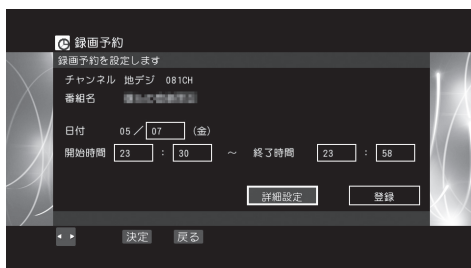 録画予約
録画予約を設定します
チャンネル 地デジ 081CH
番組名
日付 05／07 (金)
開始時間 23 : 30 ～ 終了時間 23 : 58
詳細設定 登録
決定 戻る